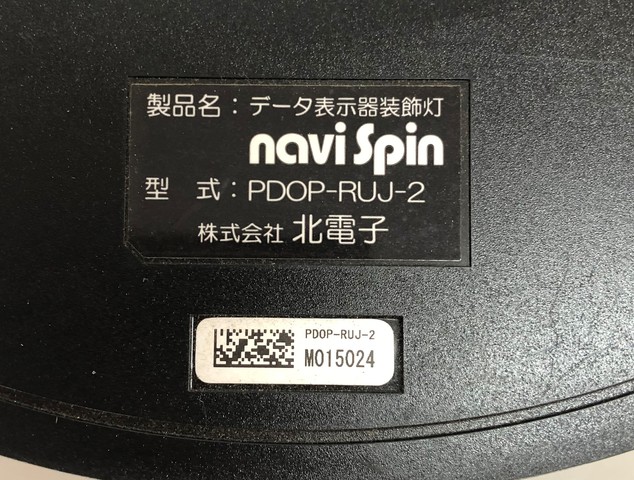 製品名：データ表示器装飾灯
navi Spin
型　式：PDOP-RUJ-2
株式会社 北電子
PDOP-RUJ-2
M015024